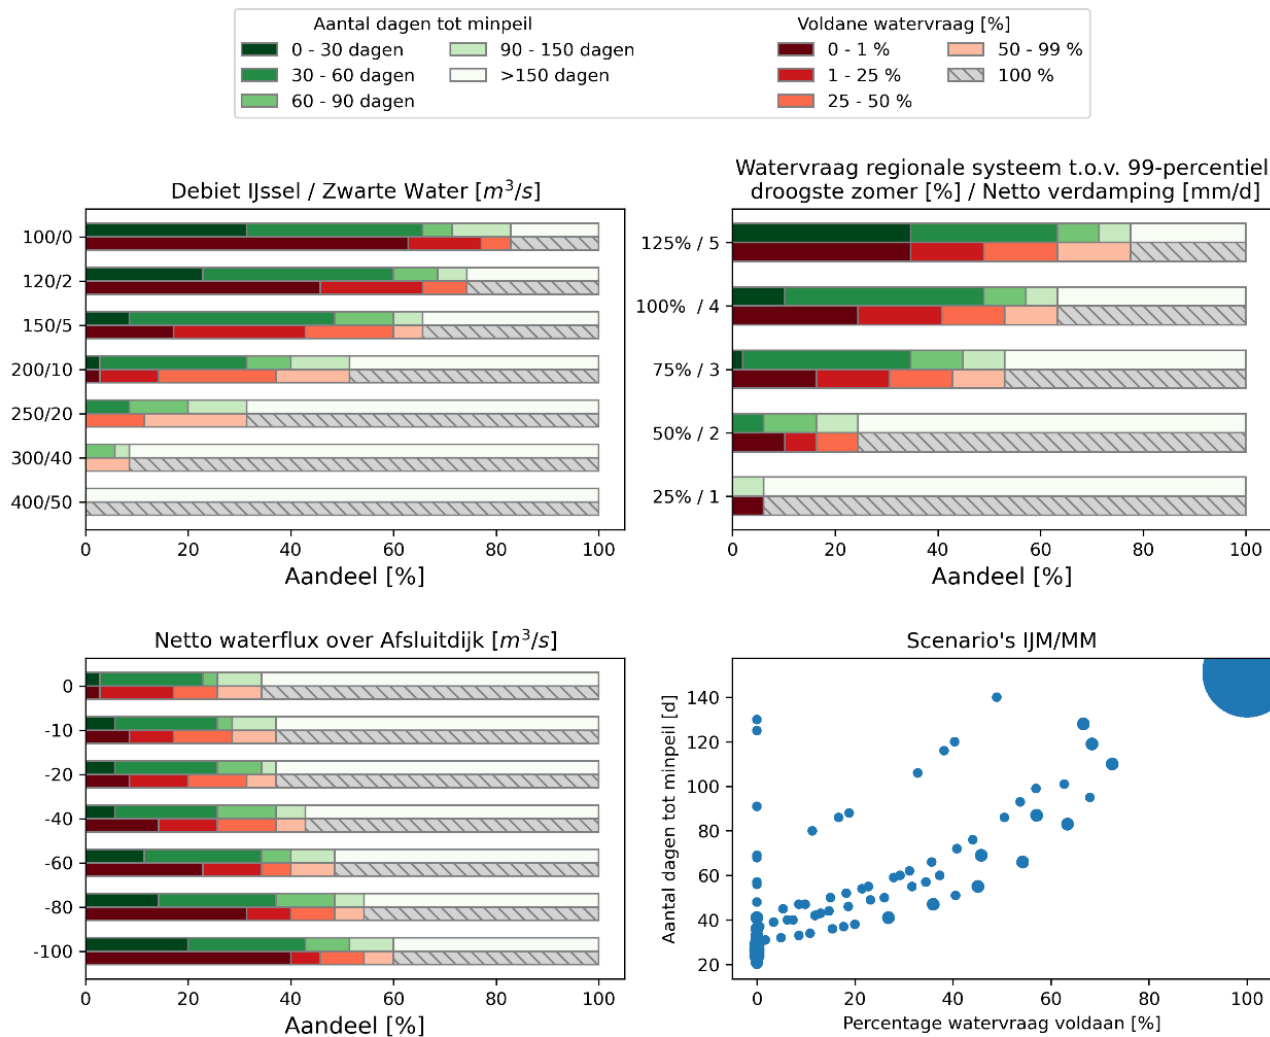 Aantal dagen tot minpeil
0 - 30 dagen
30 - 60 dagen
60 - 90 dagen
90 - 150 dagen
>150 dagen
Voldane watervraag [%]
0 - 1 %
1 - 25 %
25 - 50 %
50 - 99 %
100 %
Debiet IJssel / Zwarte Water [m³/s]
100/0
120/2
150/5
200/10
250/20
300/40
400/50
0 20 40 60 80 100
Aandeel [%]
Watervraag regionale systeem t.o.v. 99-percentiel
droogste zomer [%] / Netto verdamping [mm/d]
125% / 5
100% / 4
75% / 3
50% / 2
25% / 1
0 20 40 60 80 100
Aandeel [%]
Netto waterflux over Afsluitdijk [m³/s]
0
-10
-20
-40
-60
-80
-100
0 20 40 60 80 100
Aandeel [%]
Scenario's IJM/MM
Aantal dagen tot minpeil [d]
140
120
100
80
60
40
20
0 20 40 60 80 100
Percentage watervraag voldaan [%]